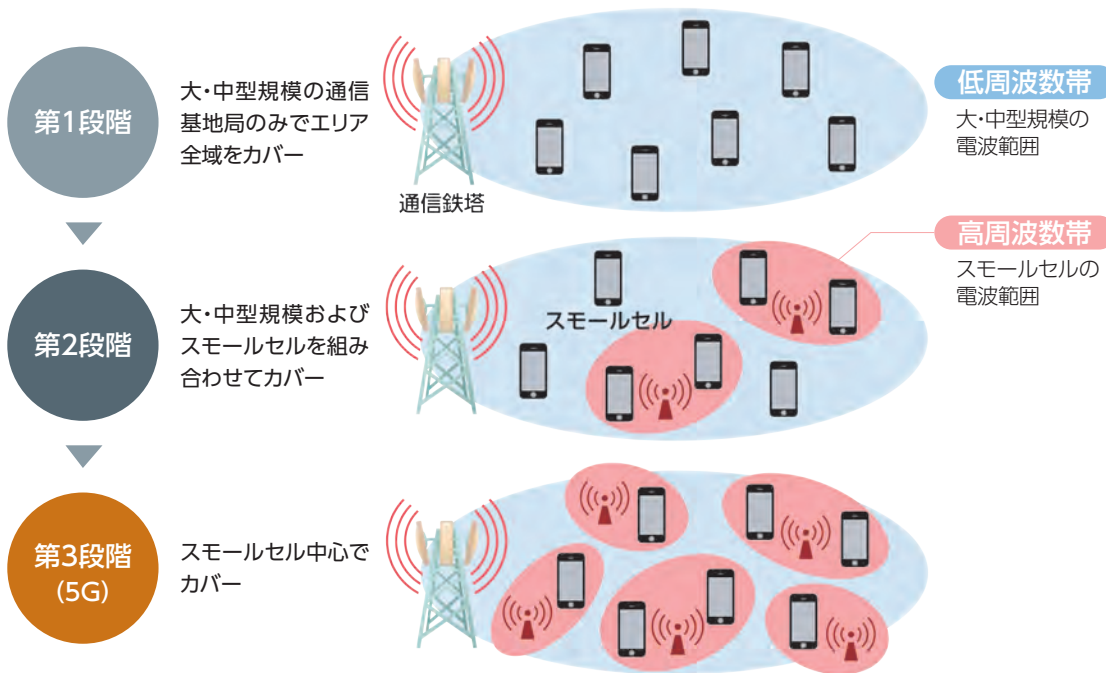 第1段階
大・中型規模の通信
基地局のみでエリア
全域をカバー
通信鉄塔
低周波数帯
大・中型規模の
電波範囲
高周波数帯
スモールセルの
電波範囲
第2段階
大・中型規模および
スモールセルを組み
合わせてカバー
スモールセル
第3段階
(5G)
スモールセル中心で
カバー